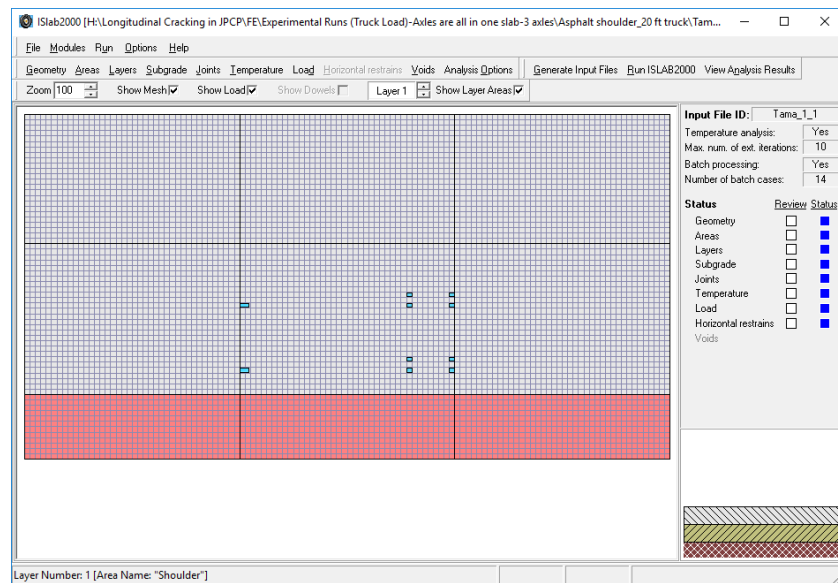 ISlab2000 [H:\Longitudinal Cracking in JPCP\FE\Experimental Runs (Truck Load)-Axles are all in one slab-3 axles\Asphalt shoulder_20 ft truck\Tam...
File Modules Run Options Help
Geometry Areas Layers Subgrade Joints Temperature Load Horizontal restrains Voids Analysis Options Generate Input Files Run ISLAB2000 View Analysis Results
Zoom 100 Show Mesh Show Load Show Dowels Layer 1 Show Layer Areas
Input File ID: Tama_1_1
Temperature analysis: Yes
Max. num. of ext. iterations: 10
Batch processing: Yes
Number of batch cases: 14
Status Review Status
Geometry
Areas
Layers
Subgrade
Joints
Temperature
Load
Horizontal restrains
Voids
Layer Number: 1 [Area Name: "Shoulder"]